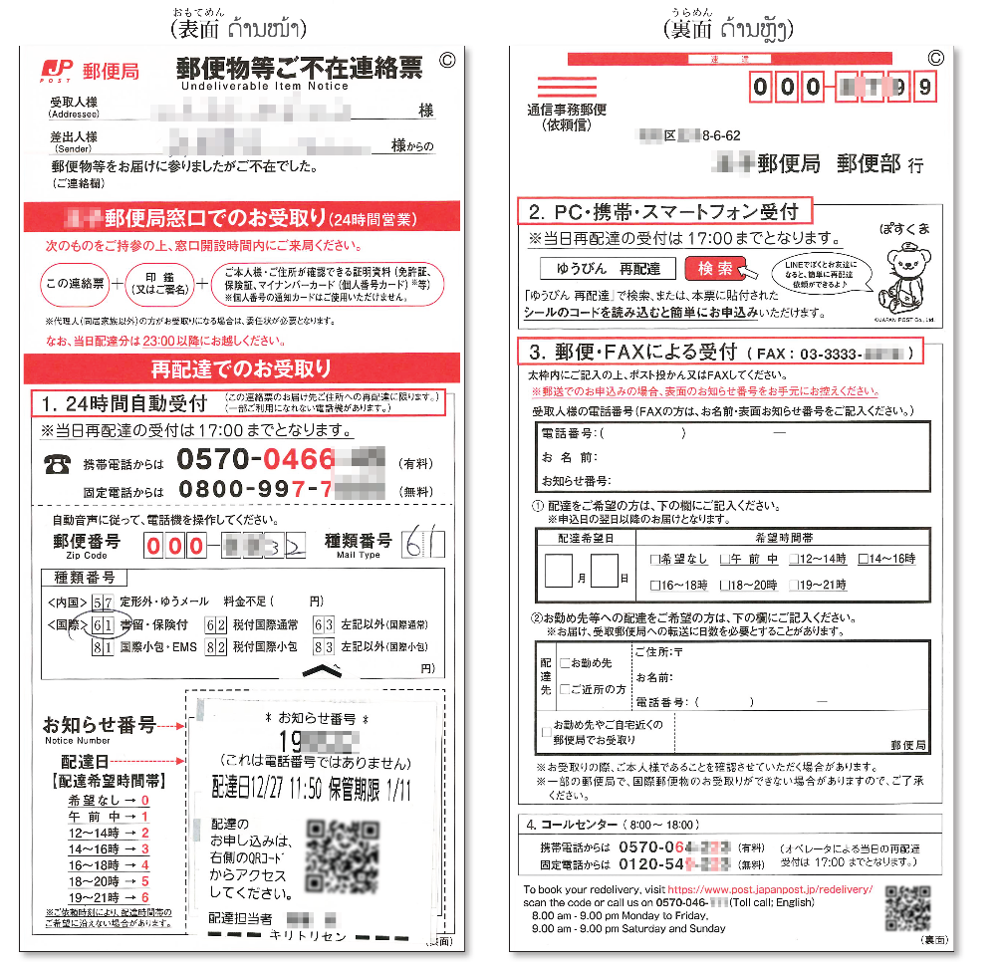 おもてめん
(表面 ດ້ານໜ້າ)
JP POST 郵便局
郵便物等ご不在連絡票
Undeliverable Item Notice
Ⓒ
受取人様
(Addressee)
様
差出人様
(Sender)
様からの
郵便物等をお届けに参りましたがご不在でした。
(ご連絡欄)
郵便局窓口でのお受取り(24時間営業)
次のものをご持参の上、窓口開設時間内にご来局ください。
この連絡票
+
印 鑑
(又はご署名)
+
ご本人様・ご住所が確認できる証明資料(免許証、
保険証、マイナンバーカード(個人番号カード)※等)
※個人番号の通知カードはご使用いただけません。
※代理人(同居家族以外)の方がお受取りになる場合は、委任状が必要となります。
なお、当日配達分は23:00以降にお越しください。
再配達でのお受取り
1. 24時間自動受付
(この連絡票のお届け先ご住所への再配達に限ります。)
(一部ご利用になれない電話機があります。)
※当日再配達の受付は17:00までとなります。
携帯電話からは 0570-0466 (有料)
固定電話からは 0800-997-7 (無料)
自動音声に従って、電話機を操作してください。
郵便番号
Zip Code
000- 32
種類番号
Mail Type
61
種類番号
<内国> 57 定形外・ゆうメール 料金不足( 円)
<国際> 61 書留・保険付 62 税付国際通常 63 左記以外(国際通常)
81 国際小包・EMS 82 税付国際小包 83 左記以外(国際小包)
円)
お知らせ番号
Notice Number
配達日
【配達希望時間帯】
希望なし → 0
午 前 中 → 1
12〜14時 → 2
14〜16時 → 3
16〜18時 → 4
18〜20時 → 5
19〜21時 → 6
※ご依頼時刻により、配達時間帯の
ご希望に沿えない場合があります。
* お知らせ番号 *
19
(これは電話番号ではありません)
配達日12/27 11:50 保管期限 1/11
配達の
お申し込みは、
右側のQRコード
からアクセス
してください。
配達担当者
キリトリセン
(表面)
うらめん
(裏面 ດ້ານຫຼັງ)
速 達
Ⓒ
000- 99
通信事務郵便
(依頼信)
区 8-6-62
郵便局 郵便部 行
2. PC・携帯・スマートフォン受付
※当日再配達の受付は17:00までとなります。
ゆうびん 再配達
検 索
「ゆうびん 再配達」で検索、または、本票に貼付された
シールのコードを読み込むと簡単にお申込みいただけます。
ぽすくま
LINEでぼくとお友達に
なると、簡単に再配達
依頼ができるよ♪
©JAPAN POST Co., Ltd.
3. 郵便・FAXによる受付 (FAX：03-3333- )
太枠内にご記入の上、ポスト投かん又はFAXしてください。
※郵送でのお申込みの場合、表面のお知らせ番号をお手元にお控えください。
受取人様の電話番号(FAXの方は、お名前・表面お知らせ番号をご記入ください。)
電話番号：( ) ―
お 名 前：
お知らせ番号：
① 配達をご希望の方は、下の欄にご記入ください。
※申込日の翌日以降のお届けとなります。
配達希望日
希望時間帯
月 日
□希望なし □午 前 中 □12〜14時 □14〜16時
□16〜18時 □18〜20時 □19〜21時
②お勤め先等への配達をご希望の方は、下の欄にご記入ください。
※お届け、受取郵便局への転送に日数を必要とすることがあります。
配達先
□お勤め先
□ご近所の方
ご住所：〒
お名前：
電話番号：( ) ―
□お勤め先やご自宅近くの
郵便局でお受取り
郵便局
※お受取りの際、ご本人様であることを確認させていただく場合があります。
※一部の郵便局で、国際郵便物のお受取りができない場合がありますので、ご了承
ください。
4. コールセンター (8:00〜18:00)
携帯電話からは 0570-064- (有料)
固定電話からは 0120-549- (無料)
(オペレータによる当日の再配達
受付は 17:00までとなります。)
To book your redelivery, visit https://www.post.japanpost.jp/redelivery/
scan the code or call us on 0570-046- (Toll call; English)
8.00 am - 9.00 pm Monday to Friday,
9.00 am - 9.00 pm Saturday and Sunday
(裏面)